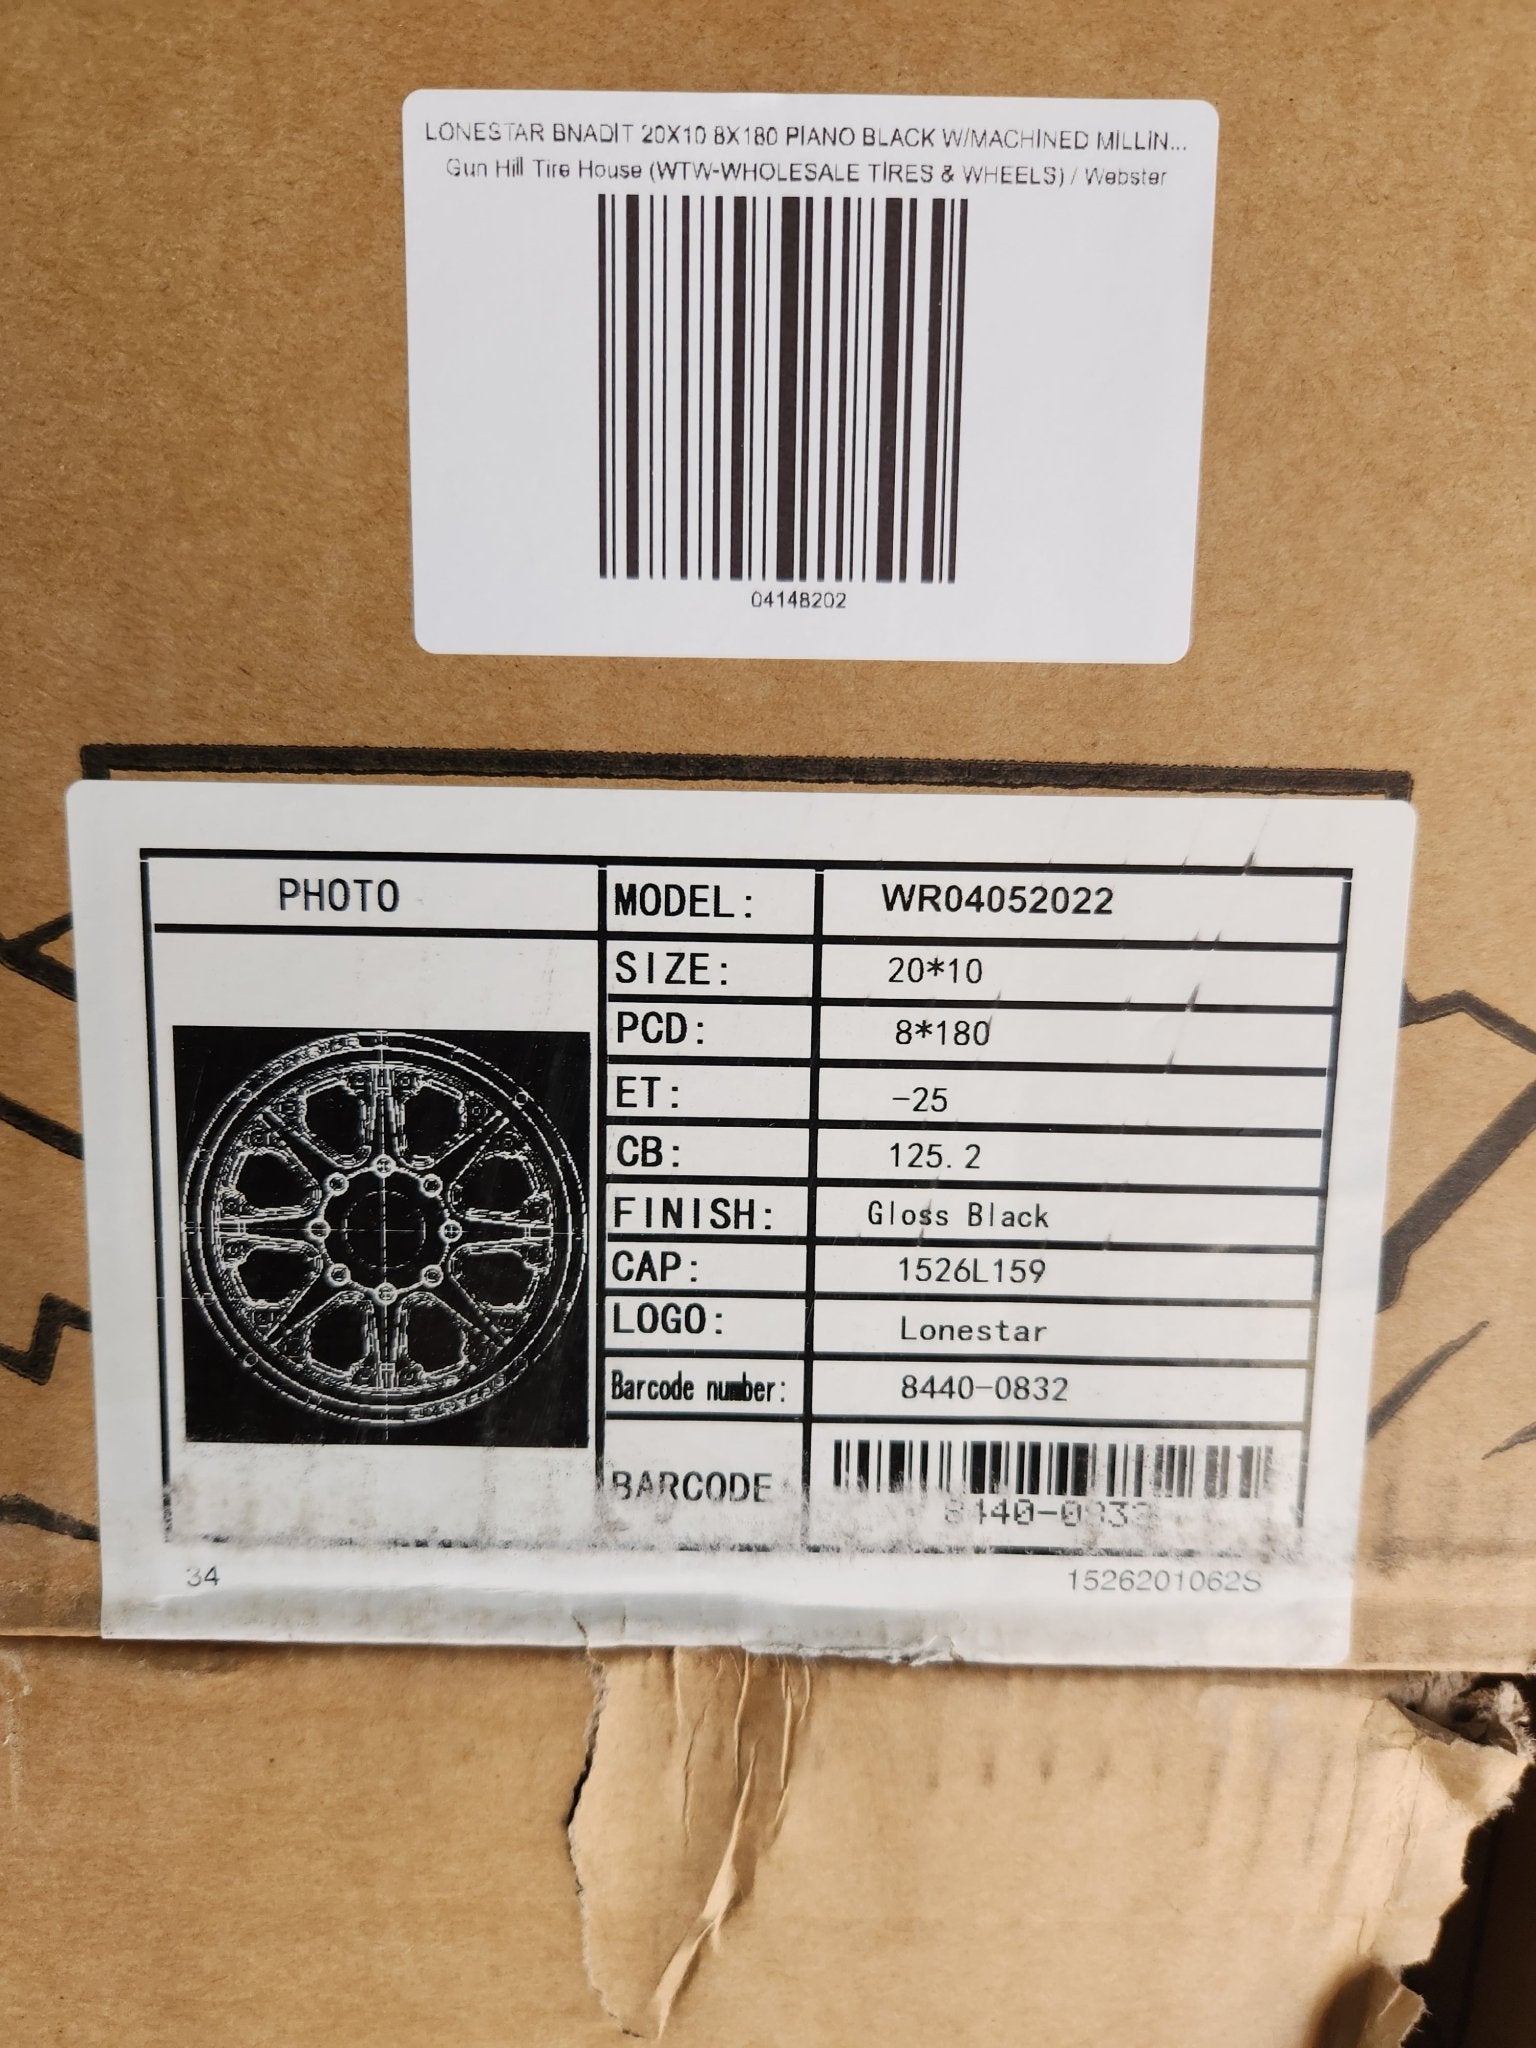 LONESTAR BNADIT 20X10 8X180 PIANO BLACK W/MACHINED MILLIN...
Gun Hill Tire House (WTW-WHOLESALE TIRES & WHEELS) / Webster
04148202
PHOTO
MODEL: WR04052022
SIZE: 20*10
PCD: 8*180
ET: -25
CB: 125.2
FINISH: Gloss Black
CAP: 1526L159
LOGO: Lonestar
Barcode number: 8440-0832
BARCODE
8440-0832
34 1526201062S